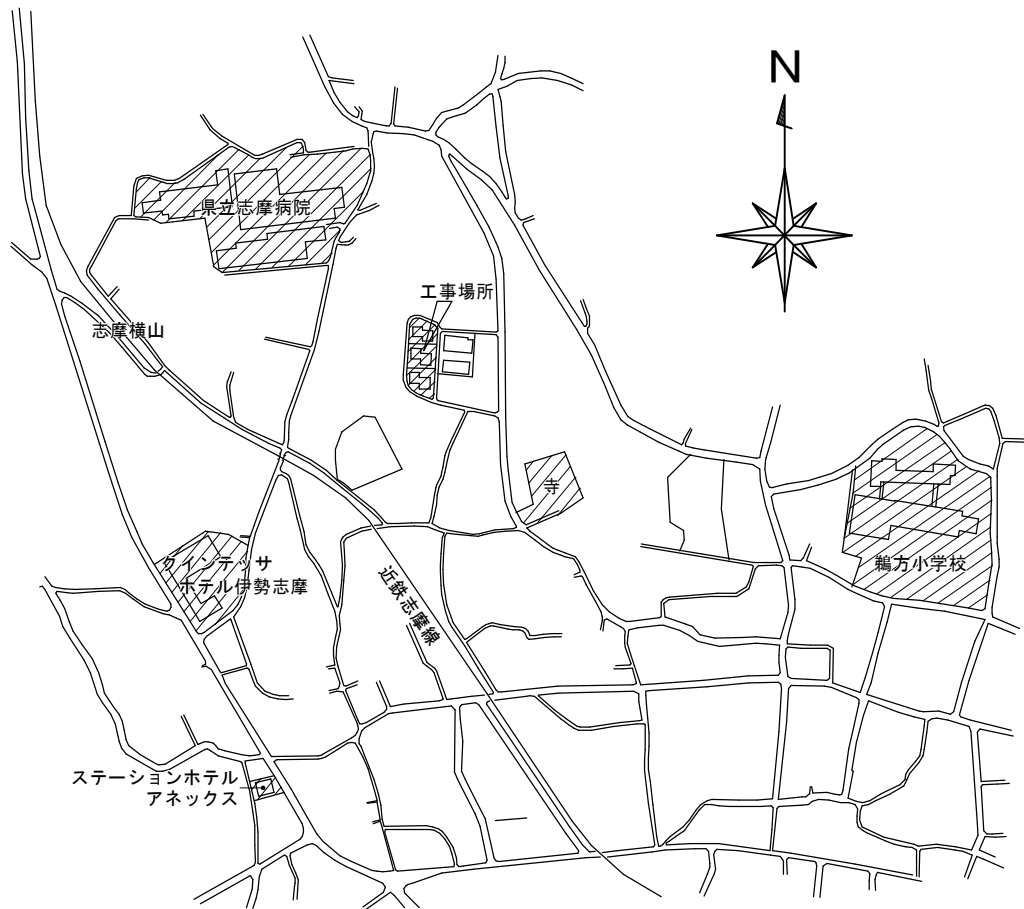 N
県立志摩病院
工事場所
志摩横山
寺
鵜方小学校
クインテッサ
ホテル伊勢志摩
近鉄志摩線
ステーションホテル
アネックス